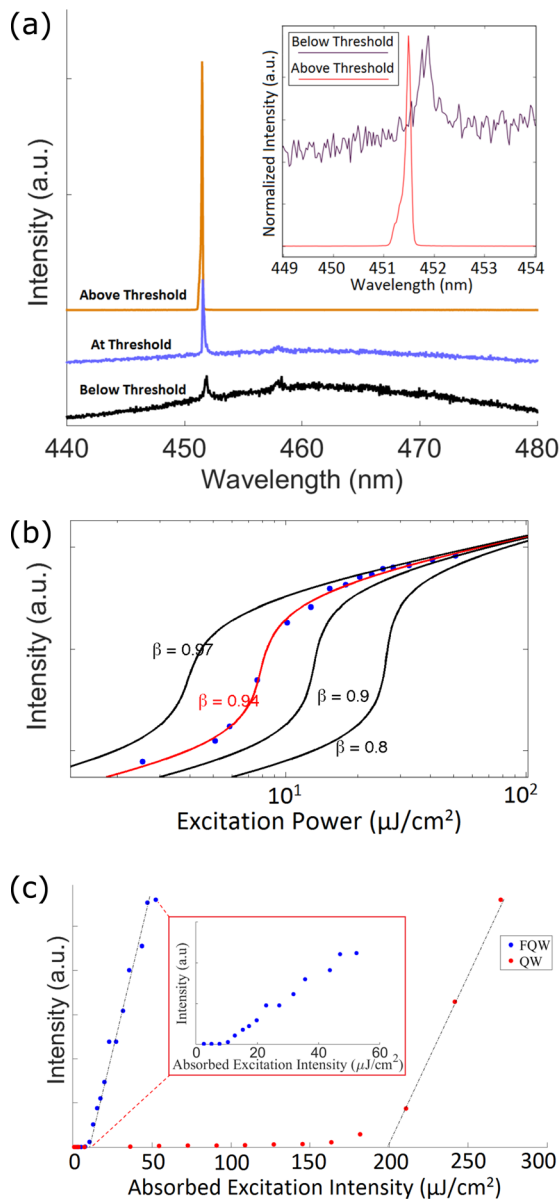 (a)
Intensity (a.u.)
Above Threshold
At Threshold
Below Threshold
440 450 460 470 480
Wavelength (nm)
Normalized Intensity (a.u.)
Below Threshold
Above Threshold
449 450 451 452 453 454
Wavelength (nm)
(b)
Intensity (a.u.)
β = 0.97
β = 0.94
β = 0.9
β = 0.8
10¹ 10²
Excitation Power (μJ/cm²)
(c)
Intensity (a.u.)
FQW
QW
Intensity (a.u)
0 20 40 60
Absorbed Excitation Intensity (μJ/cm²)
0 50 100 150 200 250 300
Absorbed Excitation Intensity (μJ/cm²)